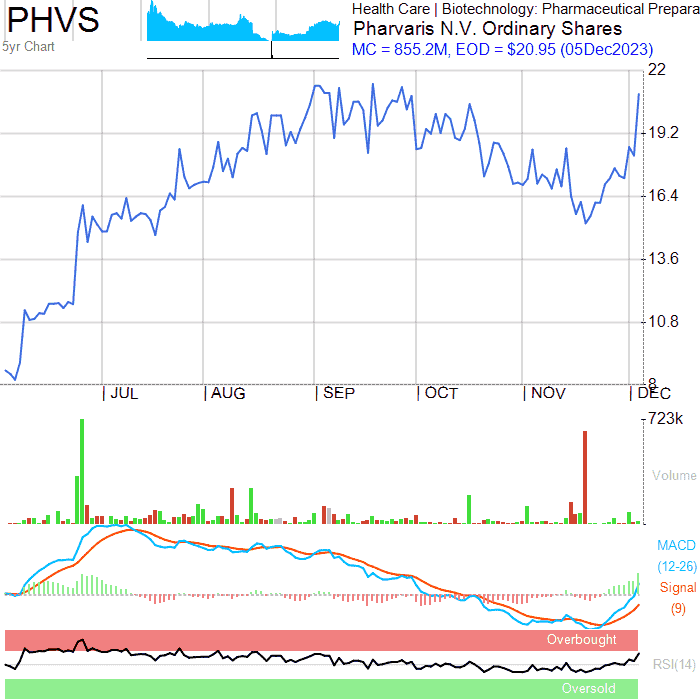 PHVS
5yr Chart
Health Care | Biotechnology: Pharmaceutical Prepara
Pharvaris N.V. Ordinary Shares
MC = 855.2M, EOD = $20.95 (05Dec2023)
22
19.2
16.4
13.6
10.8
8
JUL AUG SEP OCT NOV DEC
723k
Volume
MACD
(12-26)
Signal
(9)
Overbought
RSI(14)
Oversold